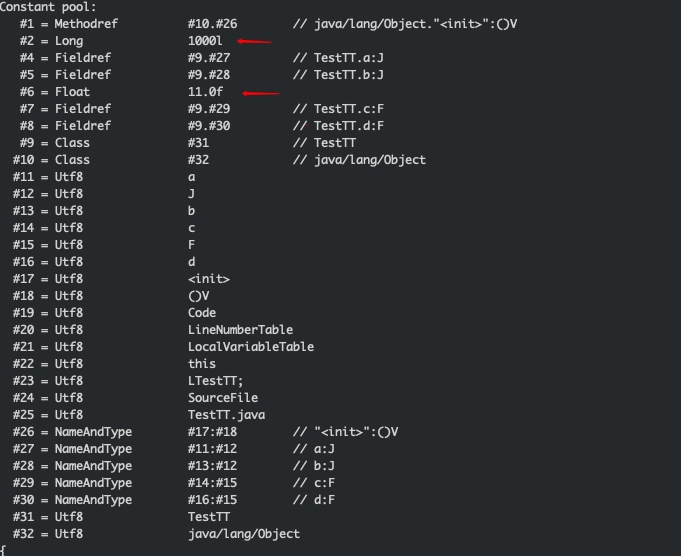 Constant pool:
#1 = Methodref #10.#26 // java/lang/Object."<init>":()V
#2 = Long 1000l
#4 = Fieldref #9.#27 // TestTT.a:J
#5 = Fieldref #9.#28 // TestTT.b:J
#6 = Float 11.0f
#7 = Fieldref #9.#29 // TestTT.c:F
#8 = Fieldref #9.#30 // TestTT.d:F
#9 = Class #31 // TestTT
#10 = Class #32 // java/lang/Object
#11 = Utf8 a
#12 = Utf8 J
#13 = Utf8 b
#14 = Utf8 c
#15 = Utf8 F
#16 = Utf8 d
#17 = Utf8 <init>
#18 = Utf8 ()V
#19 = Utf8 Code
#20 = Utf8 LineNumberTable
#21 = Utf8 LocalVariableTable
#22 = Utf8 this
#23 = Utf8 LTestTT;
#24 = Utf8 SourceFile
#25 = Utf8 TestTT.java
#26 = NameAndType #17:#18 // "<init>":()V
#27 = NameAndType #11:#12 // a:J
#28 = NameAndType #13:#12 // b:J
#29 = NameAndType #14:#15 // c:F
#30 = NameAndType #16:#15 // d:F
#31 = Utf8 TestTT
#32 = Utf8 java/lang/Object
{